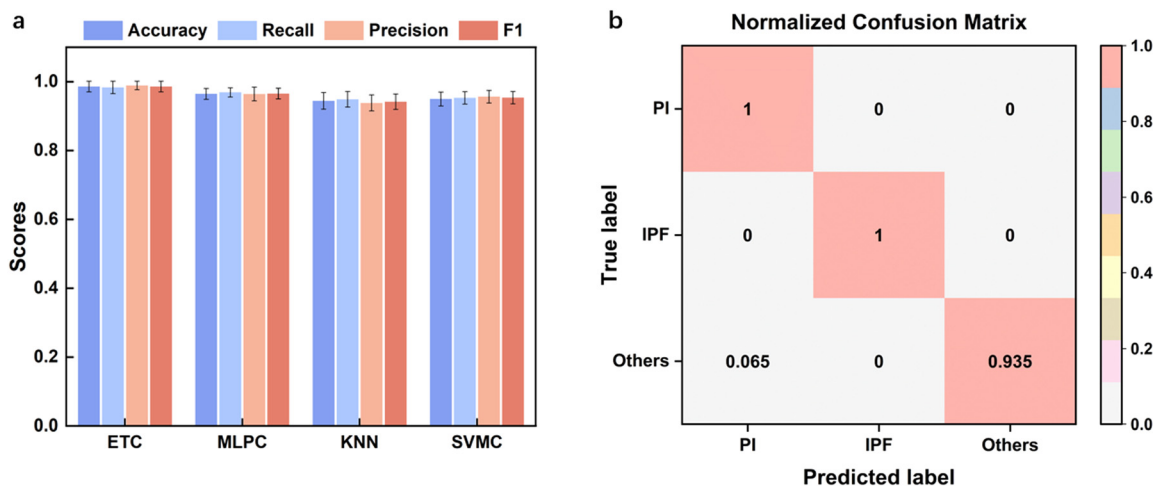 a
Accuracy Recall Precision F1
Scores
1.0
0.8
0.6
0.4
0.2
0.0
ETC MLPC KNN SVMC
b
Normalized Confusion Matrix
True label
PI 1 0 0
IPF 0 1 0
Others 0.065 0 0.935
PI IPF Others
Predicted label
1.0
0.8
0.6
0.4
0.2
0.0